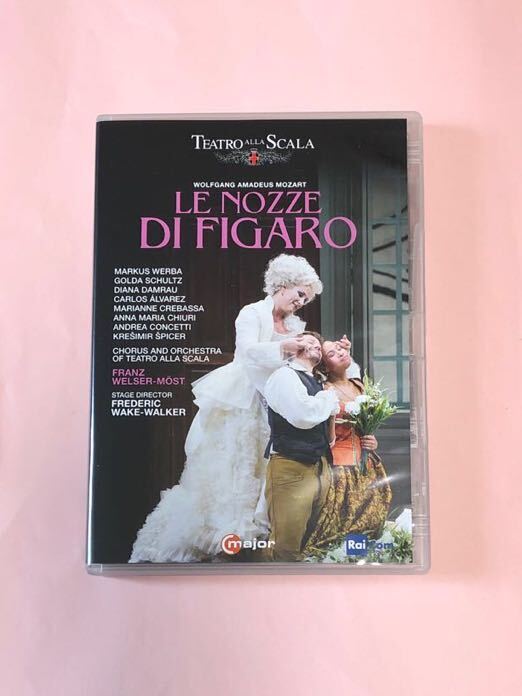 TEATRO ALLA SCALA
WOLFGANG AMADEUS MOZART
LE NOZZE
DI FIGARO
MARKUS WERBA
GOLDA SCHULTZ
DIANA DAMRAU
CARLOS ÁLVAREZ
MARIANNE CREBASSA
ANNA MARIA CHIURI
ANDREA CONCETTI
KREŠIMIR ŠPICER
CHORUS AND ORCHESTRA
OF TEATRO ALLA SCALA
FRANZ
WELSER-MÖST
STAGE DIRECTOR
FREDERIC
WAKE-WALKER
C major
Rai Com